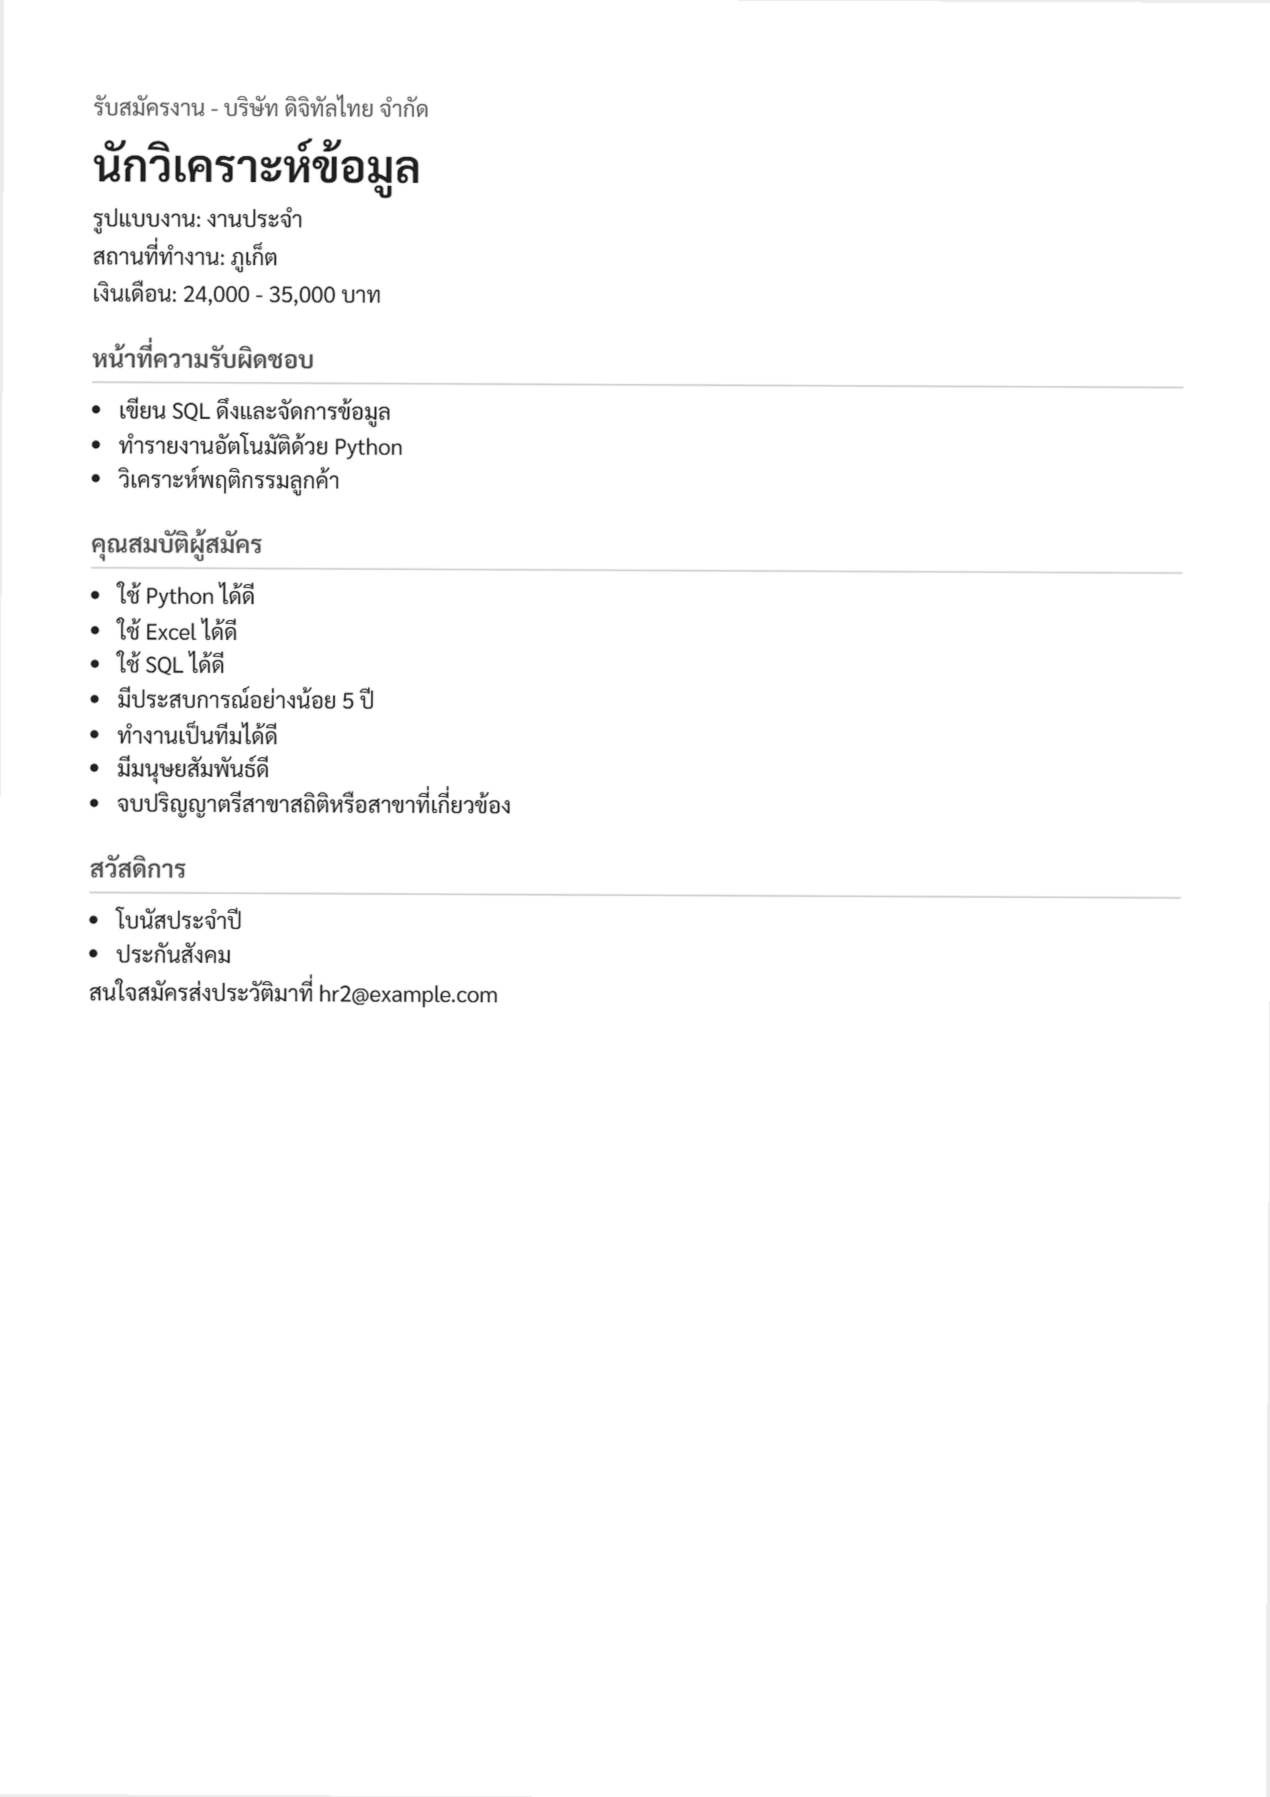 รับสมัครงาน - บริษัท ดิจิทัลไทย จำกัด
นักวิเคราะห์ข้อมูล
รูปแบบงาน: งานประจำ
สถานที่ทำงาน: ภูเก็ต
เงินเดือน: 24,000 - 35,000 บาท
หน้าที่ความรับผิดชอบ
• เขียน SQL ดึงและจัดการข้อมูล
• ทำรายงานอัตโนมัติด้วย Python
• วิเคราะห์พฤติกรรมลูกค้า
คุณสมบัติผู้สมัคร
• ใช้ Python ได้ดี
• ใช้ Excel ได้ดี
• ใช้ SQL ได้ดี
• มีประสบการณ์อย่างน้อย 5 ปี
• ทำงานเป็นทีมได้ดี
• มีมนุษยสัมพันธ์ดี
• จบปริญญาตรีสาขาสถิติหรือสาขาที่เกี่ยวข้อง
สวัสดิการ
• โบนัสประจำปี
• ประกันสังคม
สนใจสมัครส่งประวัติมาที่ hr2@example.com